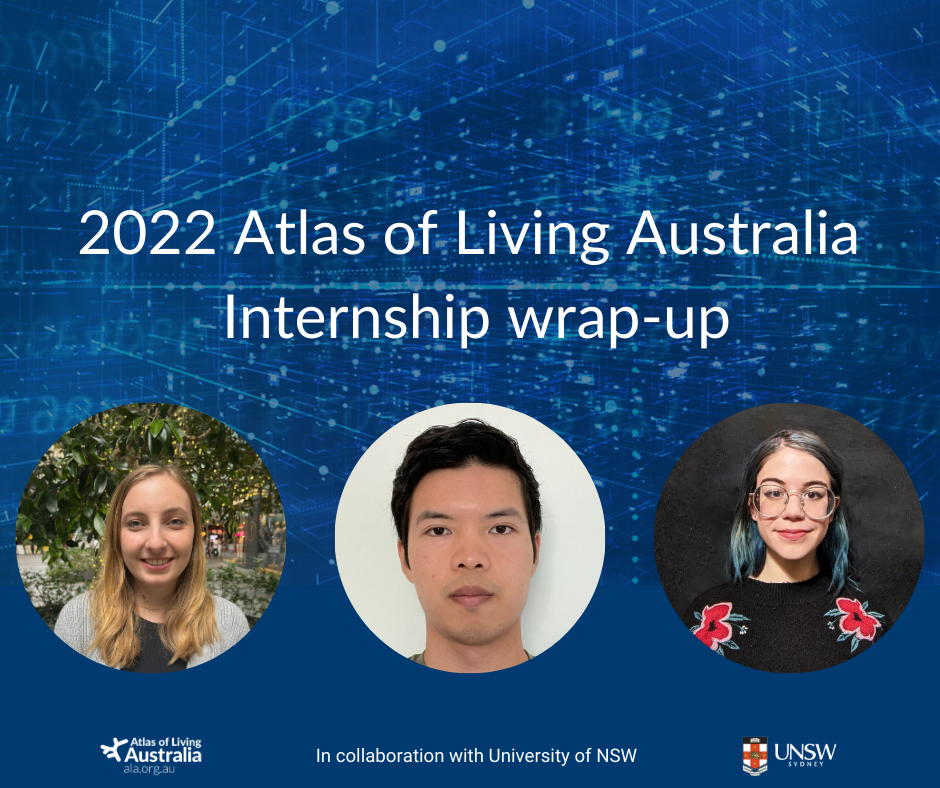 2022 Atlas of Living Australia
Internship wrap-up
Atlas of Living
Australia
ala.org.au
In collaboration with University of NSW
UNSW
SYDNEY